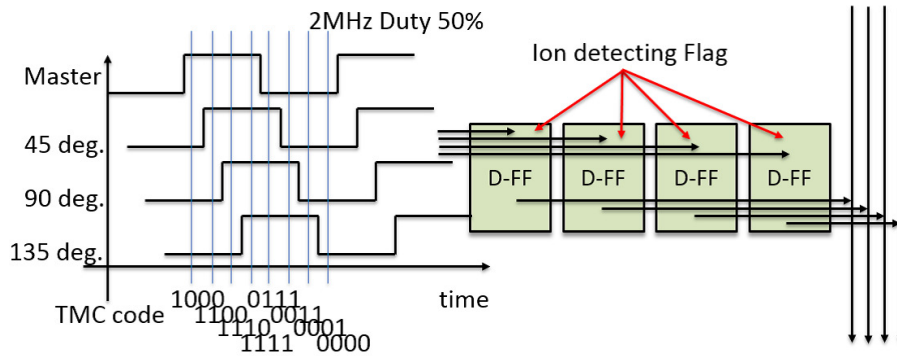 2MHz Duty 50%
Master
Ion detecting Flag
45 deg.
D-FF D-FF D-FF D-FF
90 deg.
135 deg.
time
TMC code
1000
1100
1110
1111
0111
0011
0001
0000